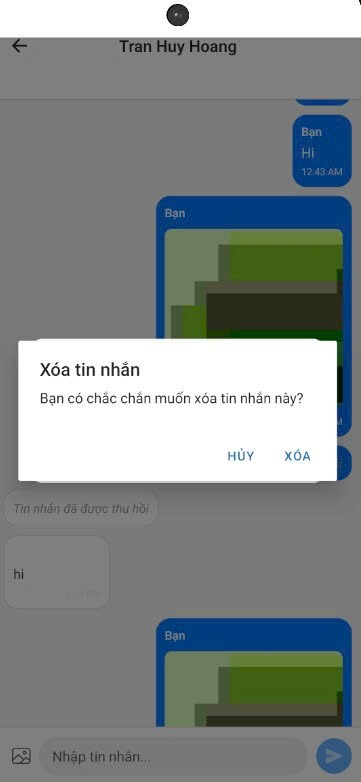 Tran Huy Hoang
Bạn
Hi
12:43 AM
Bạn
Xóa tin nhắn
Bạn có chắc chắn muốn xóa tin nhắn này?
HỦY
XÓA
Tin nhắn đã được thu hồi
hi
Bạn
Nhập tin nhắn...